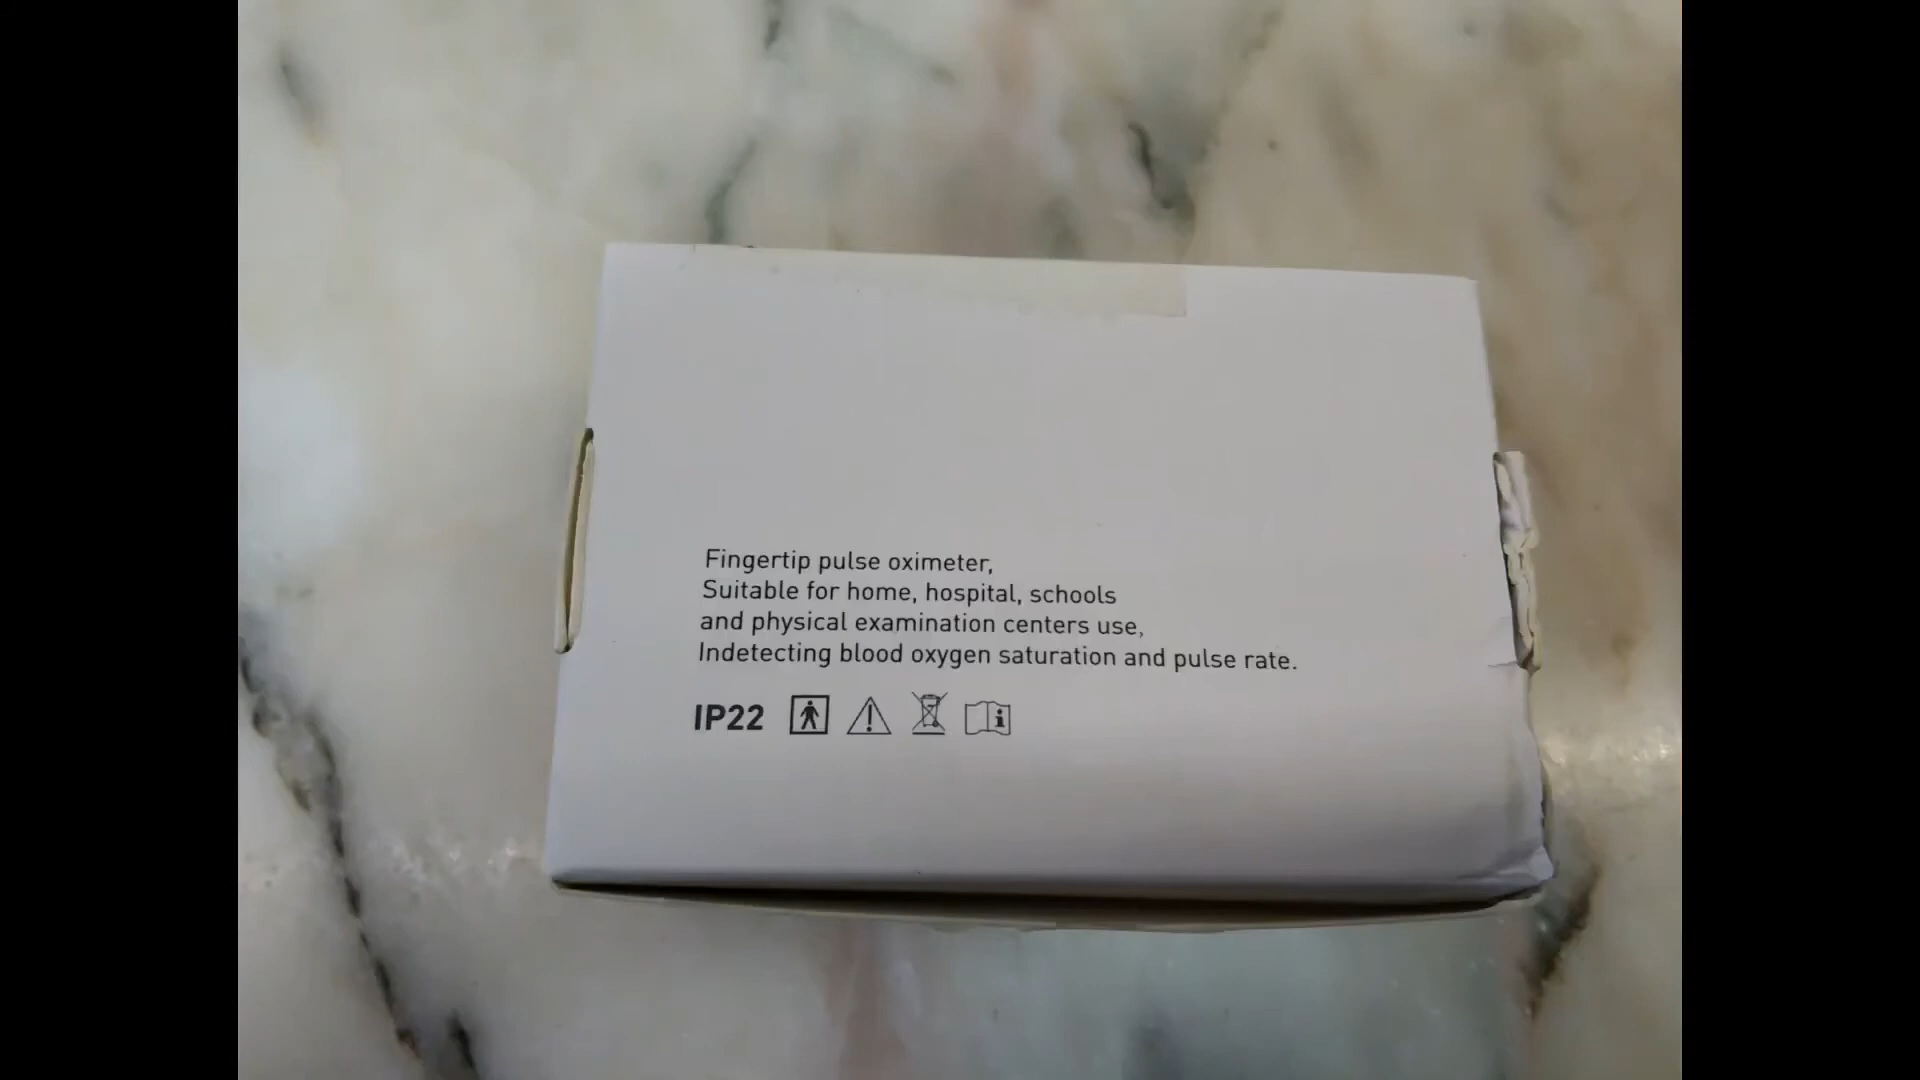 Fingertip pulse oximeter,
Suitable for home, hospital, schools
and physical examination centers use,
Indetecting blood oxygen saturation and pulse rate.
IP22